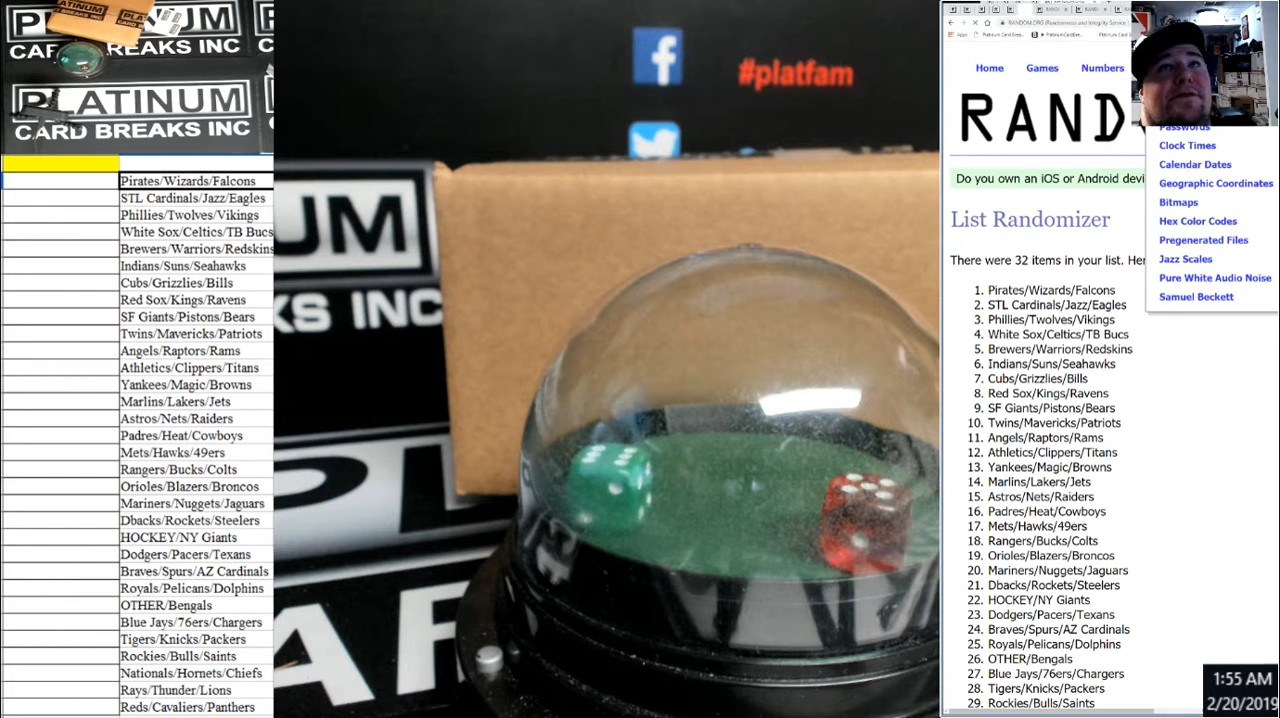 PLATINUM
CARD BREAKS INC
PLATINUM
CARD BREAKS INC
Pirates/Wizards/Falcons
STL Cardinals/Jazz/Eagles
Phillies/Twolves/Vikings
White Sox/Celtics/TB Bucs
Brewers/Warriors/Redskins
Indians/Suns/Seahawks
Cubs/Grizzlies/Bills
Red Sox/Kings/Ravens
SF Giants/Pistons/Bears
Twins/Mavericks/Patriots
Angels/Raptors/Rams
Athletics/Clippers/Titans
Yankees/Magic/Browns
Marlins/Lakers/Jets
Astros/Nets/Raiders
Padres/Heat/Cowboys
Mets/Hawks/49ers
Rangers/Bucks/Colts
Orioles/Blazers/Broncos
Mariners/Nuggets/Jaguars
Dbacks/Rockets/Steelers
HOCKEY/NY Giants
Dodgers/Pacers/Texans
Braves/Spurs/AZ Cardinals
Royals/Pelicans/Dolphins
OTHER/Bengals
Blue Jays/76ers/Chargers
Tigers/Knicks/Packers
Rockies/Bulls/Saints
Nationals/Hornets/Chiefs
Rays/Thunder/Lions
Reds/Cavaliers/Panthers
#platfam
UM
KS INC
RANDOM.ORG (Randomness and Integrity Service
Apps
Home Games Numbers
RAND
Do you own an iOS or Android devi
List Randomizer
There were 32 items in your list. Her
1. Pirates/Wizards/Falcons
2. STL Cardinals/Jazz/Eagles
3. Phillies/Twolves/Vikings
4. White Sox/Celtics/TB Bucs
5. Brewers/Warriors/Redskins
6. Indians/Suns/Seahawks
7. Cubs/Grizzlies/Bills
8. Red Sox/Kings/Ravens
9. SF Giants/Pistons/Bears
10. Twins/Mavericks/Patriots
11. Angels/Raptors/Rams
12. Athletics/Clippers/Titans
13. Yankees/Magic/Browns
14. Marlins/Lakers/Jets
15. Astros/Nets/Raiders
16. Padres/Heat/Cowboys
17. Mets/Hawks/49ers
18. Rangers/Bucks/Colts
19. Orioles/Blazers/Broncos
20. Mariners/Nuggets/Jaguars
21. Dbacks/Rockets/Steelers
22. HOCKEY/NY Giants
23. Dodgers/Pacers/Texans
24. Braves/Spurs/AZ Cardinals
25. Royals/Pelicans/Dolphins
26. OTHER/Bengals
27. Blue Jays/76ers/Chargers
28. Tigers/Knicks/Packers
29. Rockies/Bulls/Saints
Passwords
Clock Times
Calendar Dates
Geographic Coordinates
Bitmaps
Hex Color Codes
Pregenerated Files
Jazz Scales
Pure White Audio Noise
Samuel Beckett
1:55 AM
2/20/2019